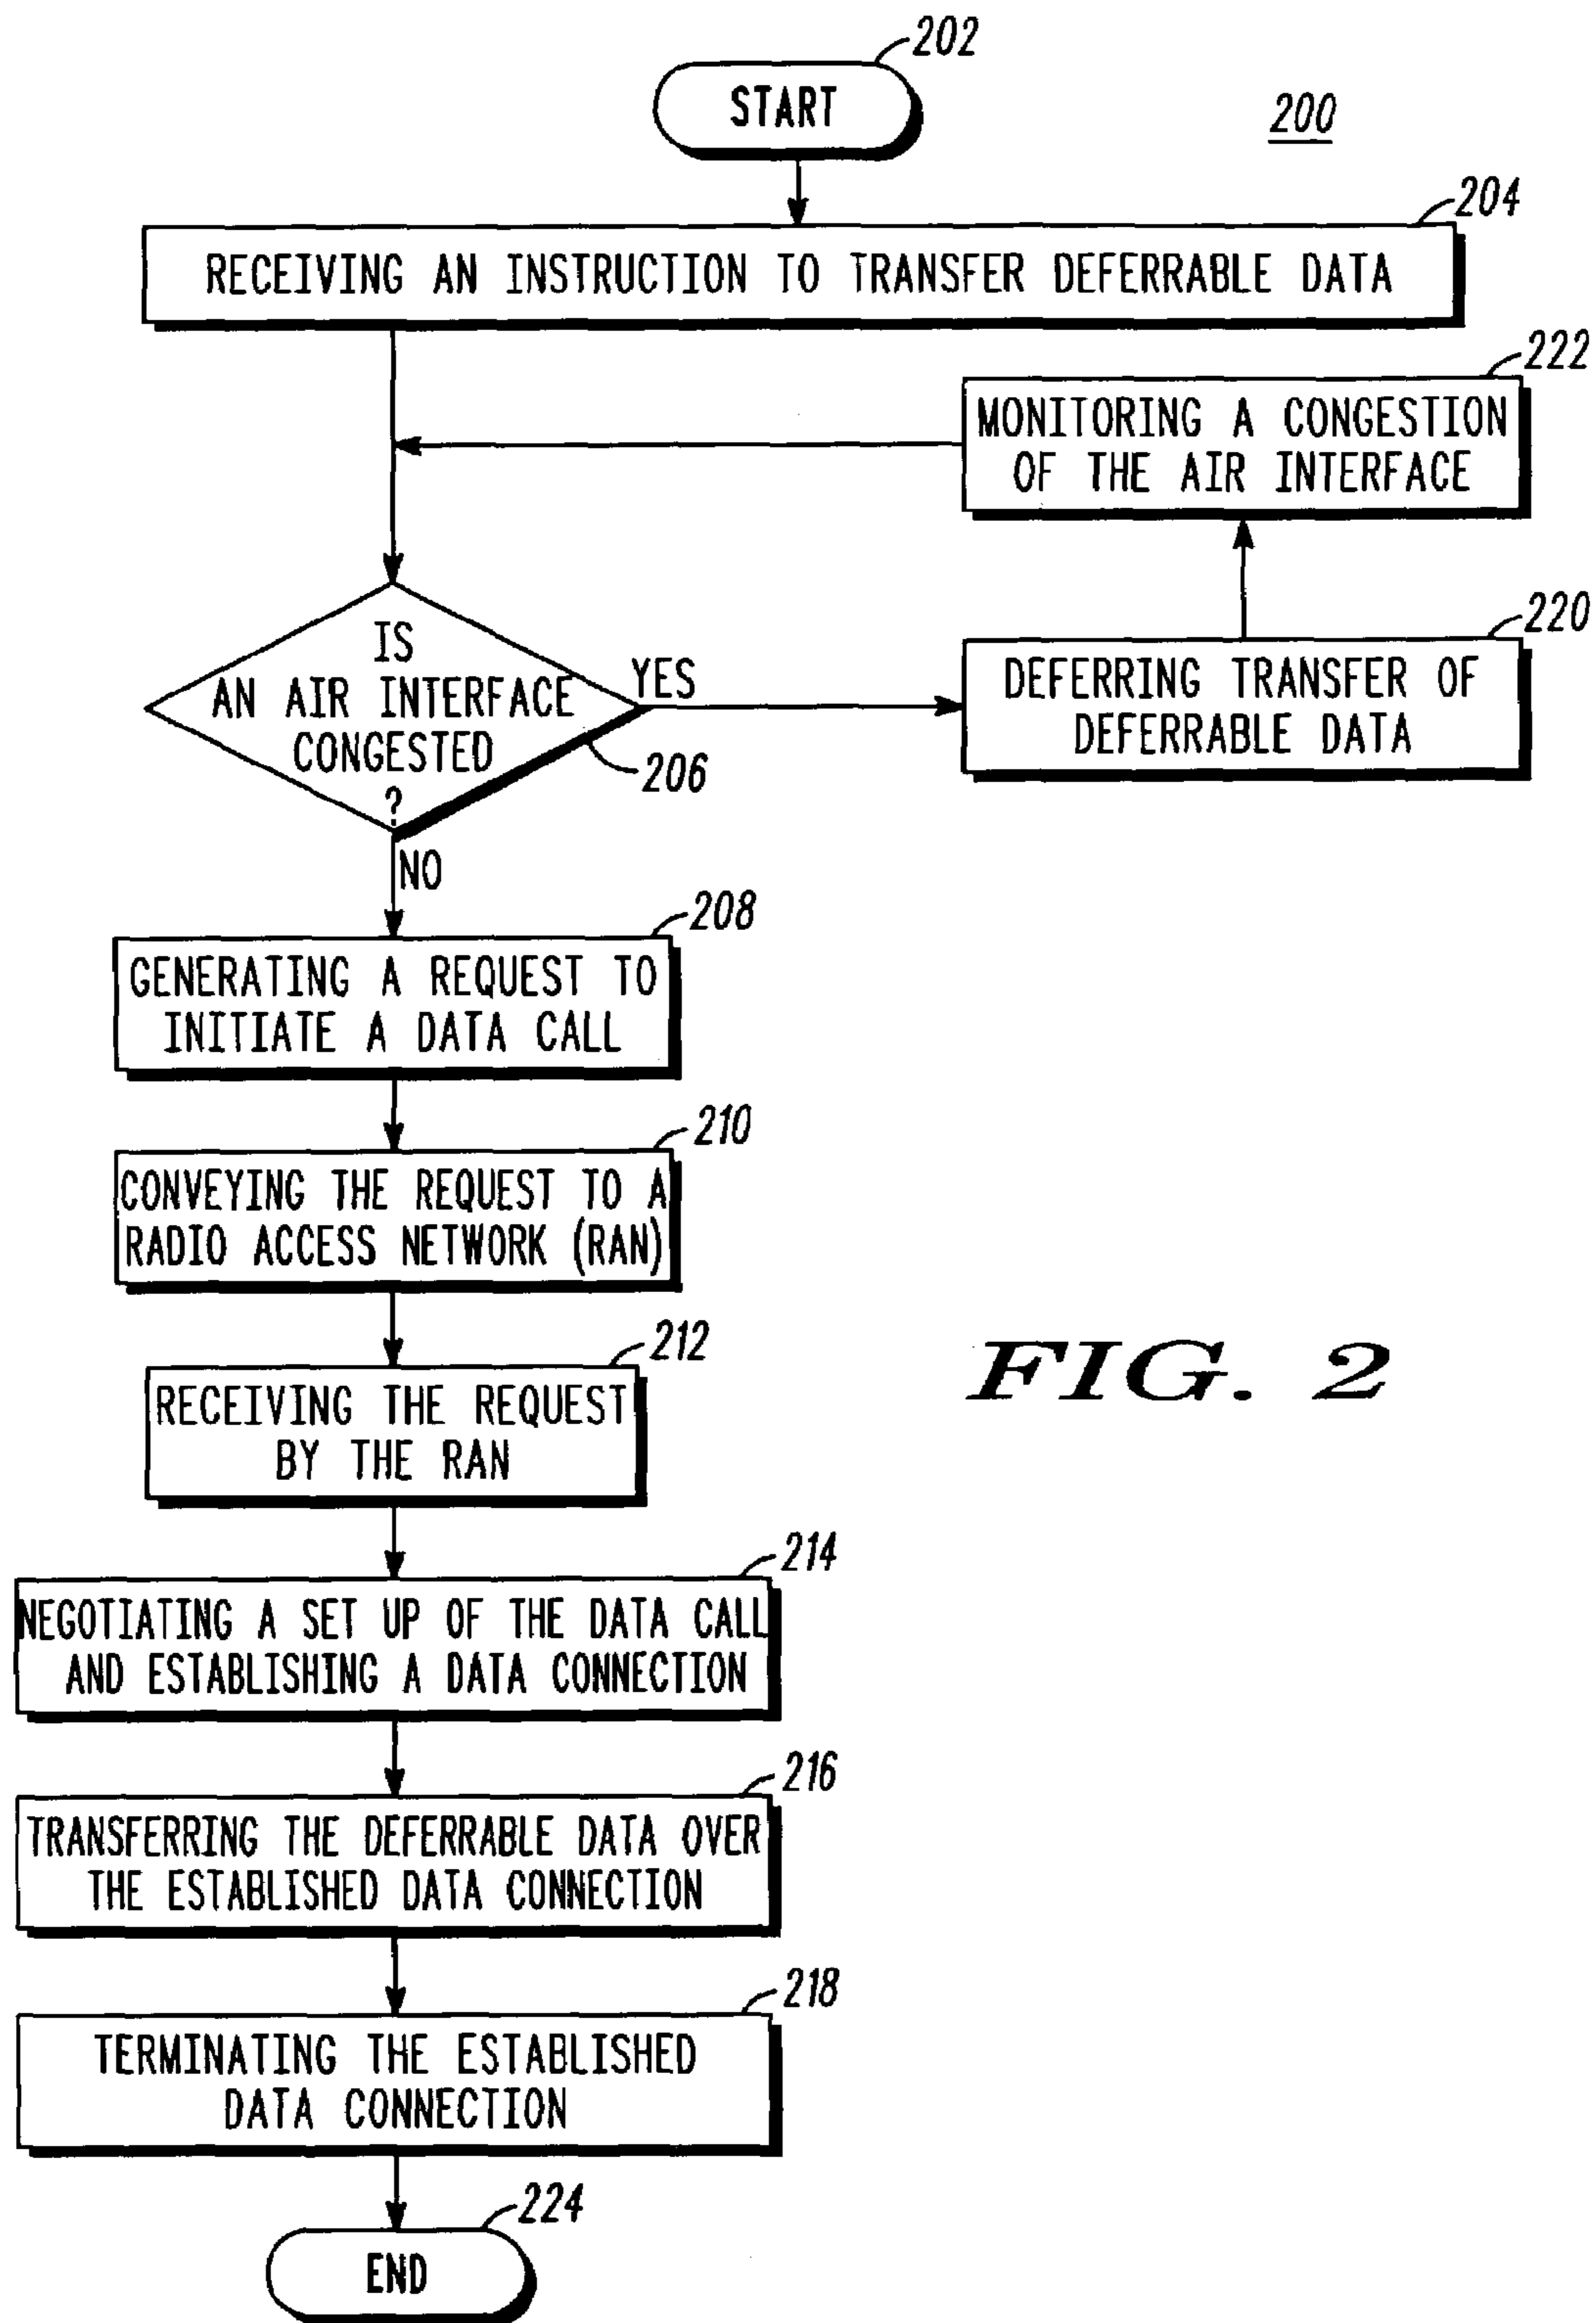 202
START
200
204
RECEIVING AN INSTRUCTION TO TRANSFER DEFERRABLE DATA
222
MONITORING A CONGESTION
OF THE AIR INTERFACE
IS
AN AIR INTERFACE
CONGESTED
?
YES
206
220
DEFERRING TRANSFER OF
DEFERRABLE DATA
NO
208
GENERATING A REQUEST TO
INITIATE A DATA CALL
210
CONVEYING THE REQUEST TO A
RADIO ACCESS NETWORK (RAN)
212
RECEIVING THE REQUEST
BY THE RAN
FIG. 2
214
NEGOTIATING A SET UP OF THE DATA CALL
AND ESTABLISHING A DATA CONNECTION
216
TRANSFERRING THE DEFERRABLE DATA OVER
THE ESTABLISHED DATA CONNECTION
218
TERMINATING THE ESTABLISHED
DATA CONNECTION
224
END